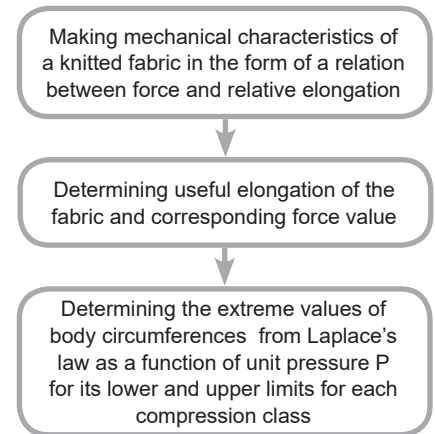 Making mechanical characteristics of
a knitted fabric in the form of a relation
between force and relative elongation
Determining useful elongation of the
fabric and corresponding force value
Determining the extreme values of
body circumferences from Laplace's
law as a function of unit pressure P
for its lower and upper limits for each
compression class